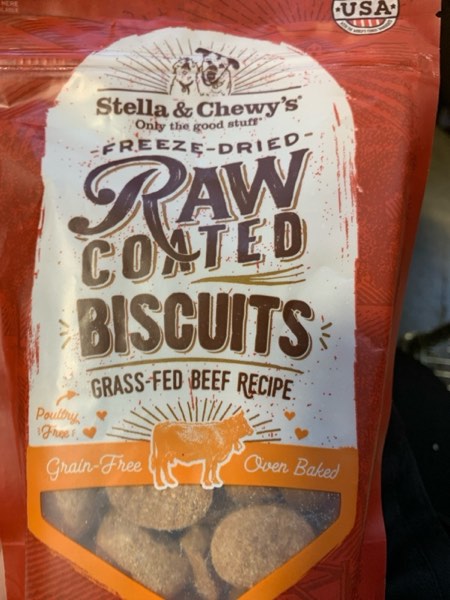 USA
Stella & Chewy's®
Only the good stuff™
-FREEZE-DRIED-
RAW
COATED
BISCUITS
GRASS-FED BEEF RECIPE
Poultry
Free
Grain-Free
Oven Baked